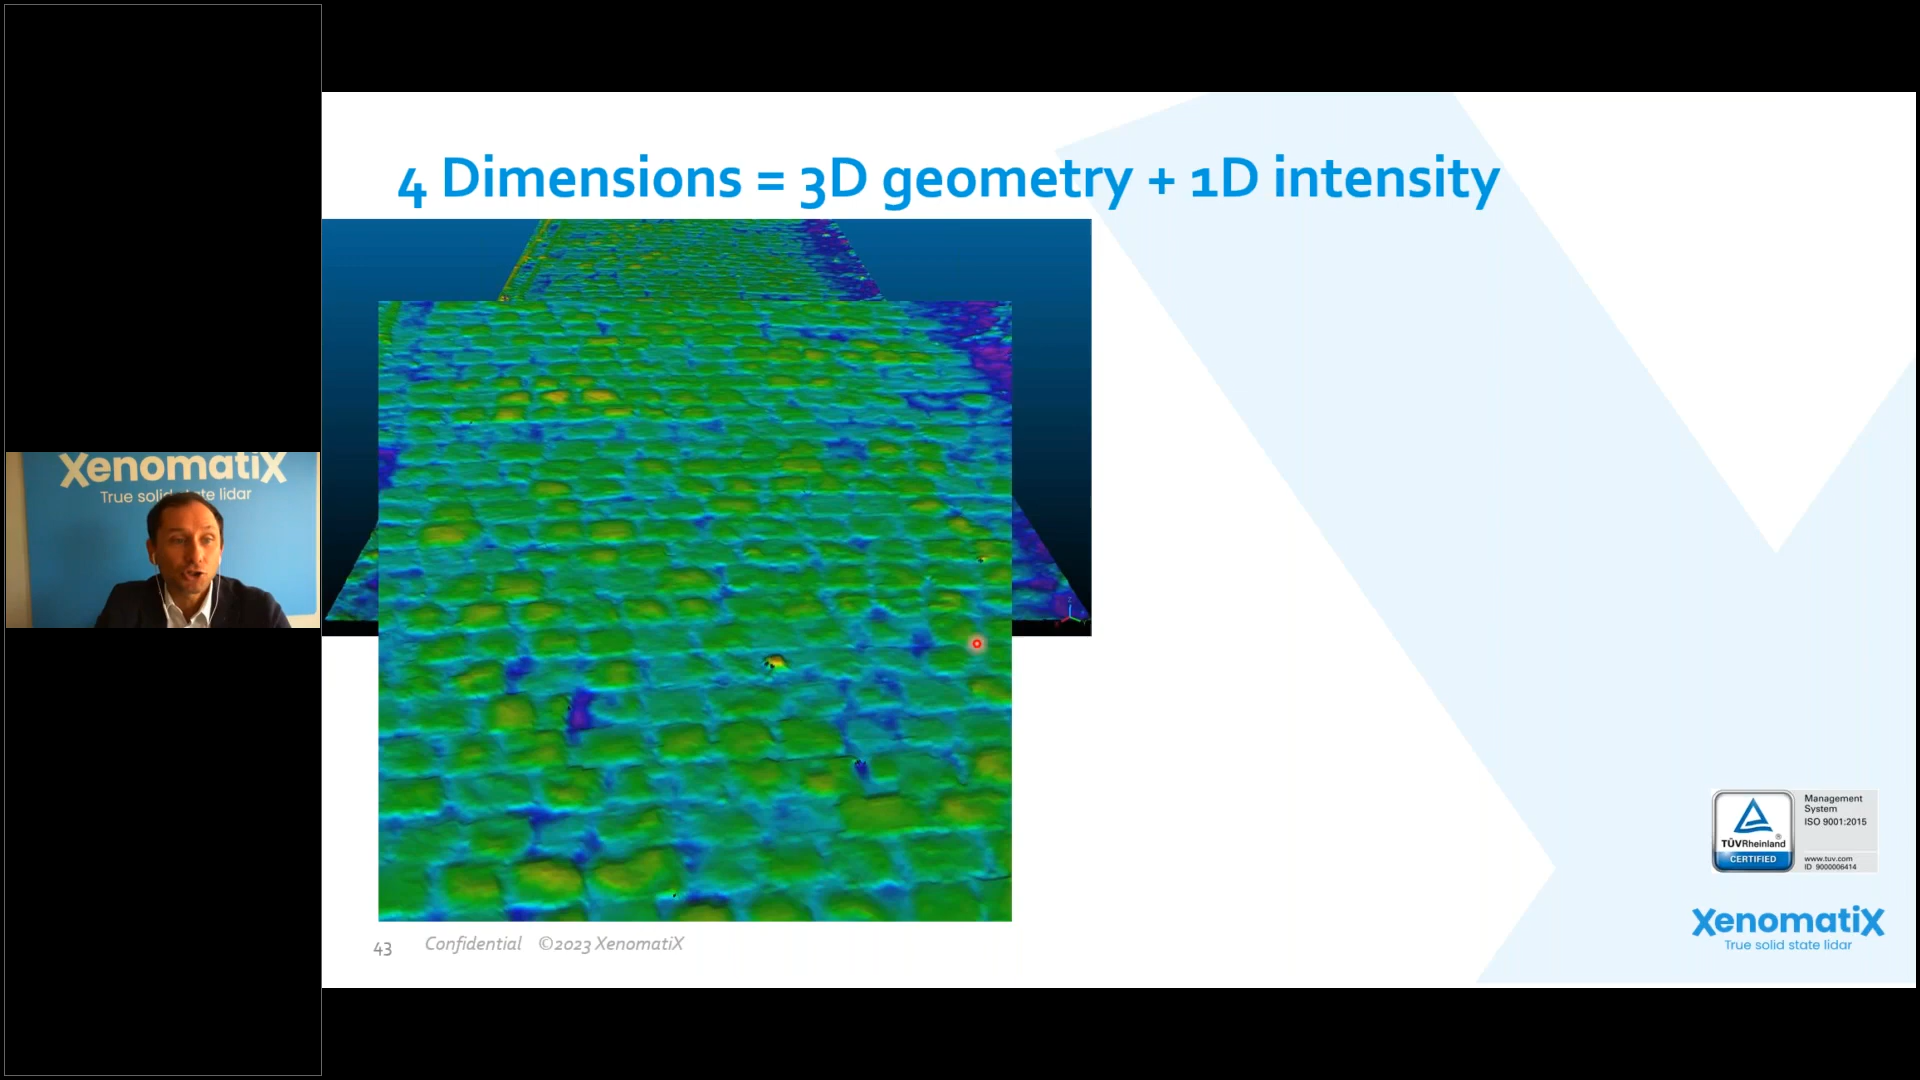 4 Dimensions = 3D geometry + 1D intensity
XenomatiX
True solid state lidar
Management
System
ISO 9001:2015
TÜVRheinland
®
CERTIFIED
www.tuv.com
ID 9000006414
XenomatiX
True solid state lidar
43 Confidential ©2023 XenomatiX